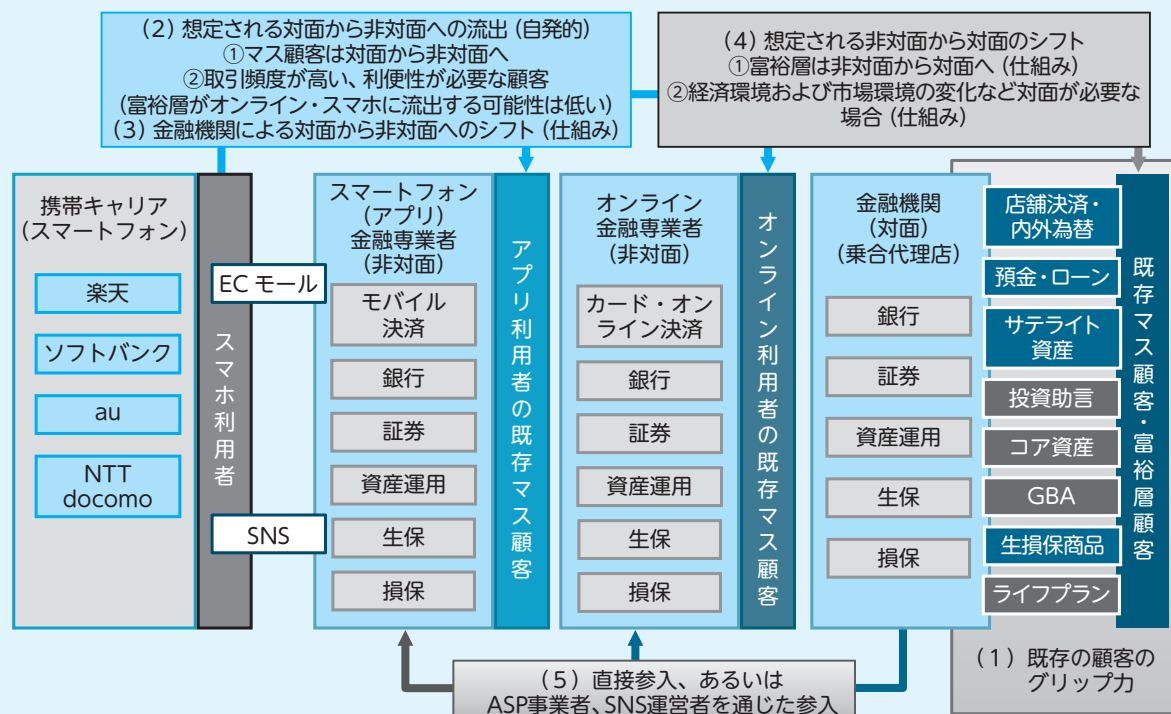 (2) 想定される対面から非対面への流出 (自発的)
①マス顧客は対面から非対面へ
②取引頻度が高い、利便性が必要な顧客
(富裕層がオンライン・スマホに流出する可能性は低い)
(3) 金融機関による対面から非対面へのシフト (仕組み)
(4) 想定される非対面から対面のシフト
①富裕層は非対面から対面へ (仕組み)
②経済環境および市場環境の変化など対面が必要な
場合 (仕組み)
携帯キャリア
(スマートフォン)
楽天
ソフトバンク
au
NTT
docomo
スマホ利用者
EC モール
SNS
スマートフォン
(アプリ)
金融専業者
(非対面)
モバイル
決済
銀行
証券
資産運用
生保
損保
アプリ利用者の既存マス顧客
オンライン
金融専業者
(非対面)
カード・オン
ライン決済
銀行
証券
資産運用
生保
損保
オンライン利用者の既存マス顧客
金融機関
(対面)
(乗合代理店)
銀行
証券
資産運用
生保
損保
店舗決済・
内外為替
預金・ローン
サテライト
資産
投資助言
コア資産
GBA
生損保商品
ライフプラン
既存マス顧客・富裕層顧客
(1) 既存の顧客の
グリップ力
(5) 直接参入、あるいは
ASP事業者、SNS運営者を通じた参入